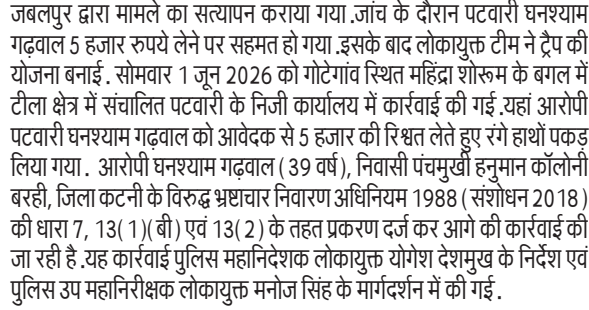 जबलपुर द्वारा मामले का सत्यापन कराया गया .जांच के दौरान पटवारी घनश्याम
गढ़वाल 5 हजार रुपये लेने पर सहमत हो गया .इसके बाद लोकायुक्त टीम ने ट्रैप की
योजना बनाई . सोमवार 1 जून 2026 को गोटेगांव स्थित महिंद्रा शोरूम के बगल में
टीला क्षेत्र में संचालित पटवारी के निजी कार्यालय में कार्रवाई की गई .यहां आरोपी
पटवारी घनश्याम गढ़वाल को आवेदक से 5 हजार की रिश्वत लेते हुए रंगे हाथों पकड़
लिया गया . आरोपी घनश्याम गढ़वाल ( 39 वर्ष ), निवासी पंचमुखी हनुमान कॉलोनी
बरही, जिला कटनी के विरुद्ध भ्रष्टाचार निवारण अधिनियम 1988 ( संशोधन 2018 )
की धारा 7, 13( 1 )( बी ) एवं 13( 2 ) के तहत प्रकरण दर्ज कर आगे की कार्रवाई की
जा रही है .यह कार्रवाई पुलिस महानिदेशक लोकायुक्त योगेश देशमुख के निर्देश एवं
पुलिस उप महानिरीक्षक लोकायुक्त मनोज सिंह के मार्गदर्शन में की गई .